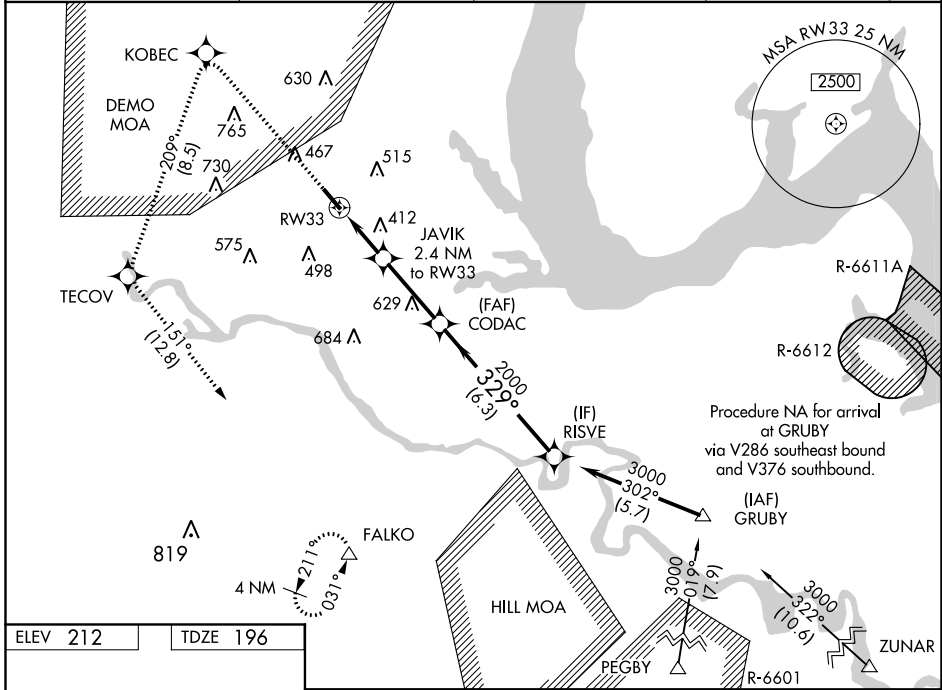 KOBEC
630
MSA RW33 25 NM
2500
DEMO
MOA
765
209°
(8.5)
730
467
515
RW33
412
JAVIK
2.4 NM
to RW33
575
498
R-6611A
TECOV
629
(FAF)
CODAC
151°
(12.8)
684
R-6612
2000
329°
(6.3)
(IF)
RISVE
Procedure NA for arrival
at GRUBY
via V286 southeast bound
and V376 southbound.
3000
302°
(5.7)
(IAF)
GRUBY
819
FALKO
211°
031°
4 NM
3000
019°
(7.9)
3000
322°
(10.6)
HILL MOA
ELEV 212
TDZE 196
PEGBY
ZUNAR
R-6601